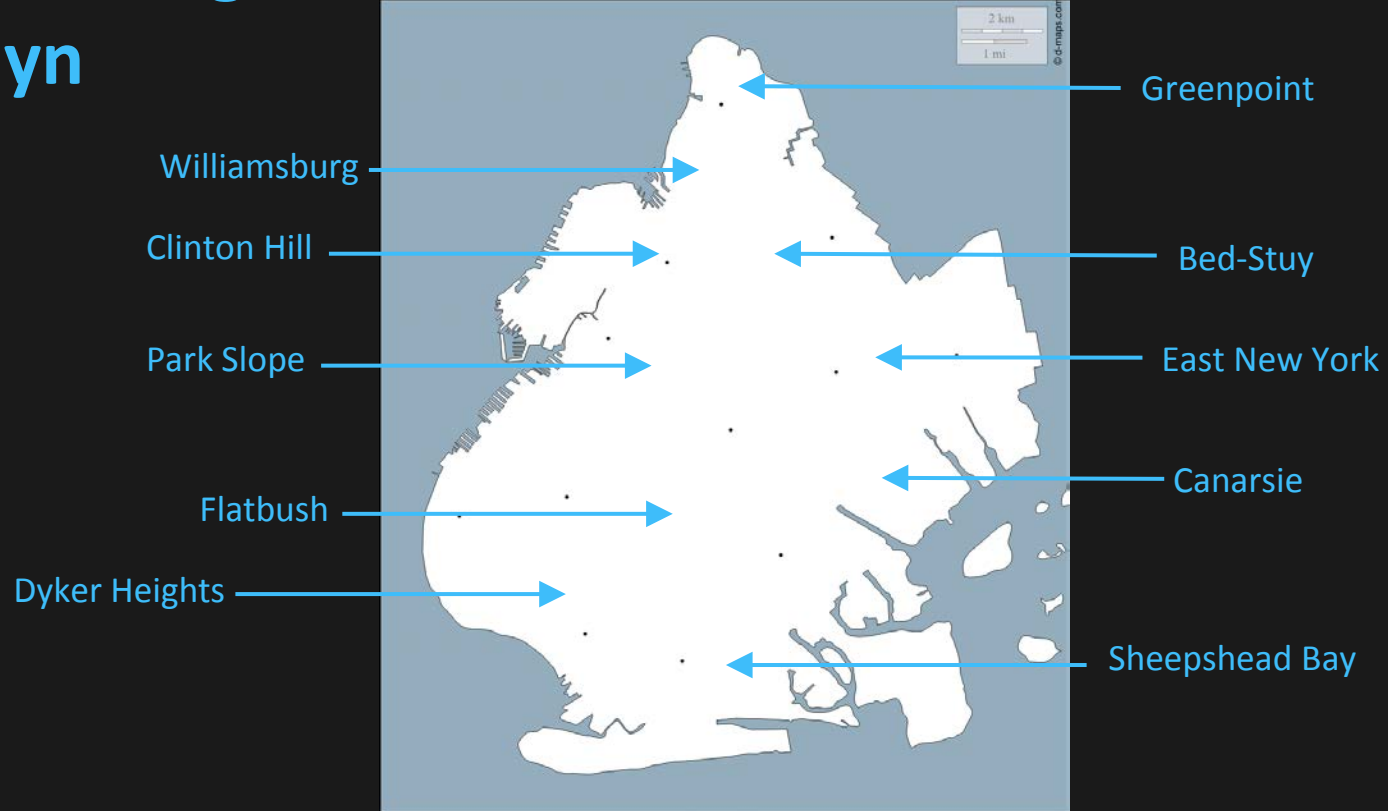 yn
2 km
1 mi
© d-maps.com
Greenpoint
Williamsburg
Clinton Hill
Bed-Stuy
Park Slope
East New York
Flatbush
Canarsie
Dyker Heights
Sheepshead Bay